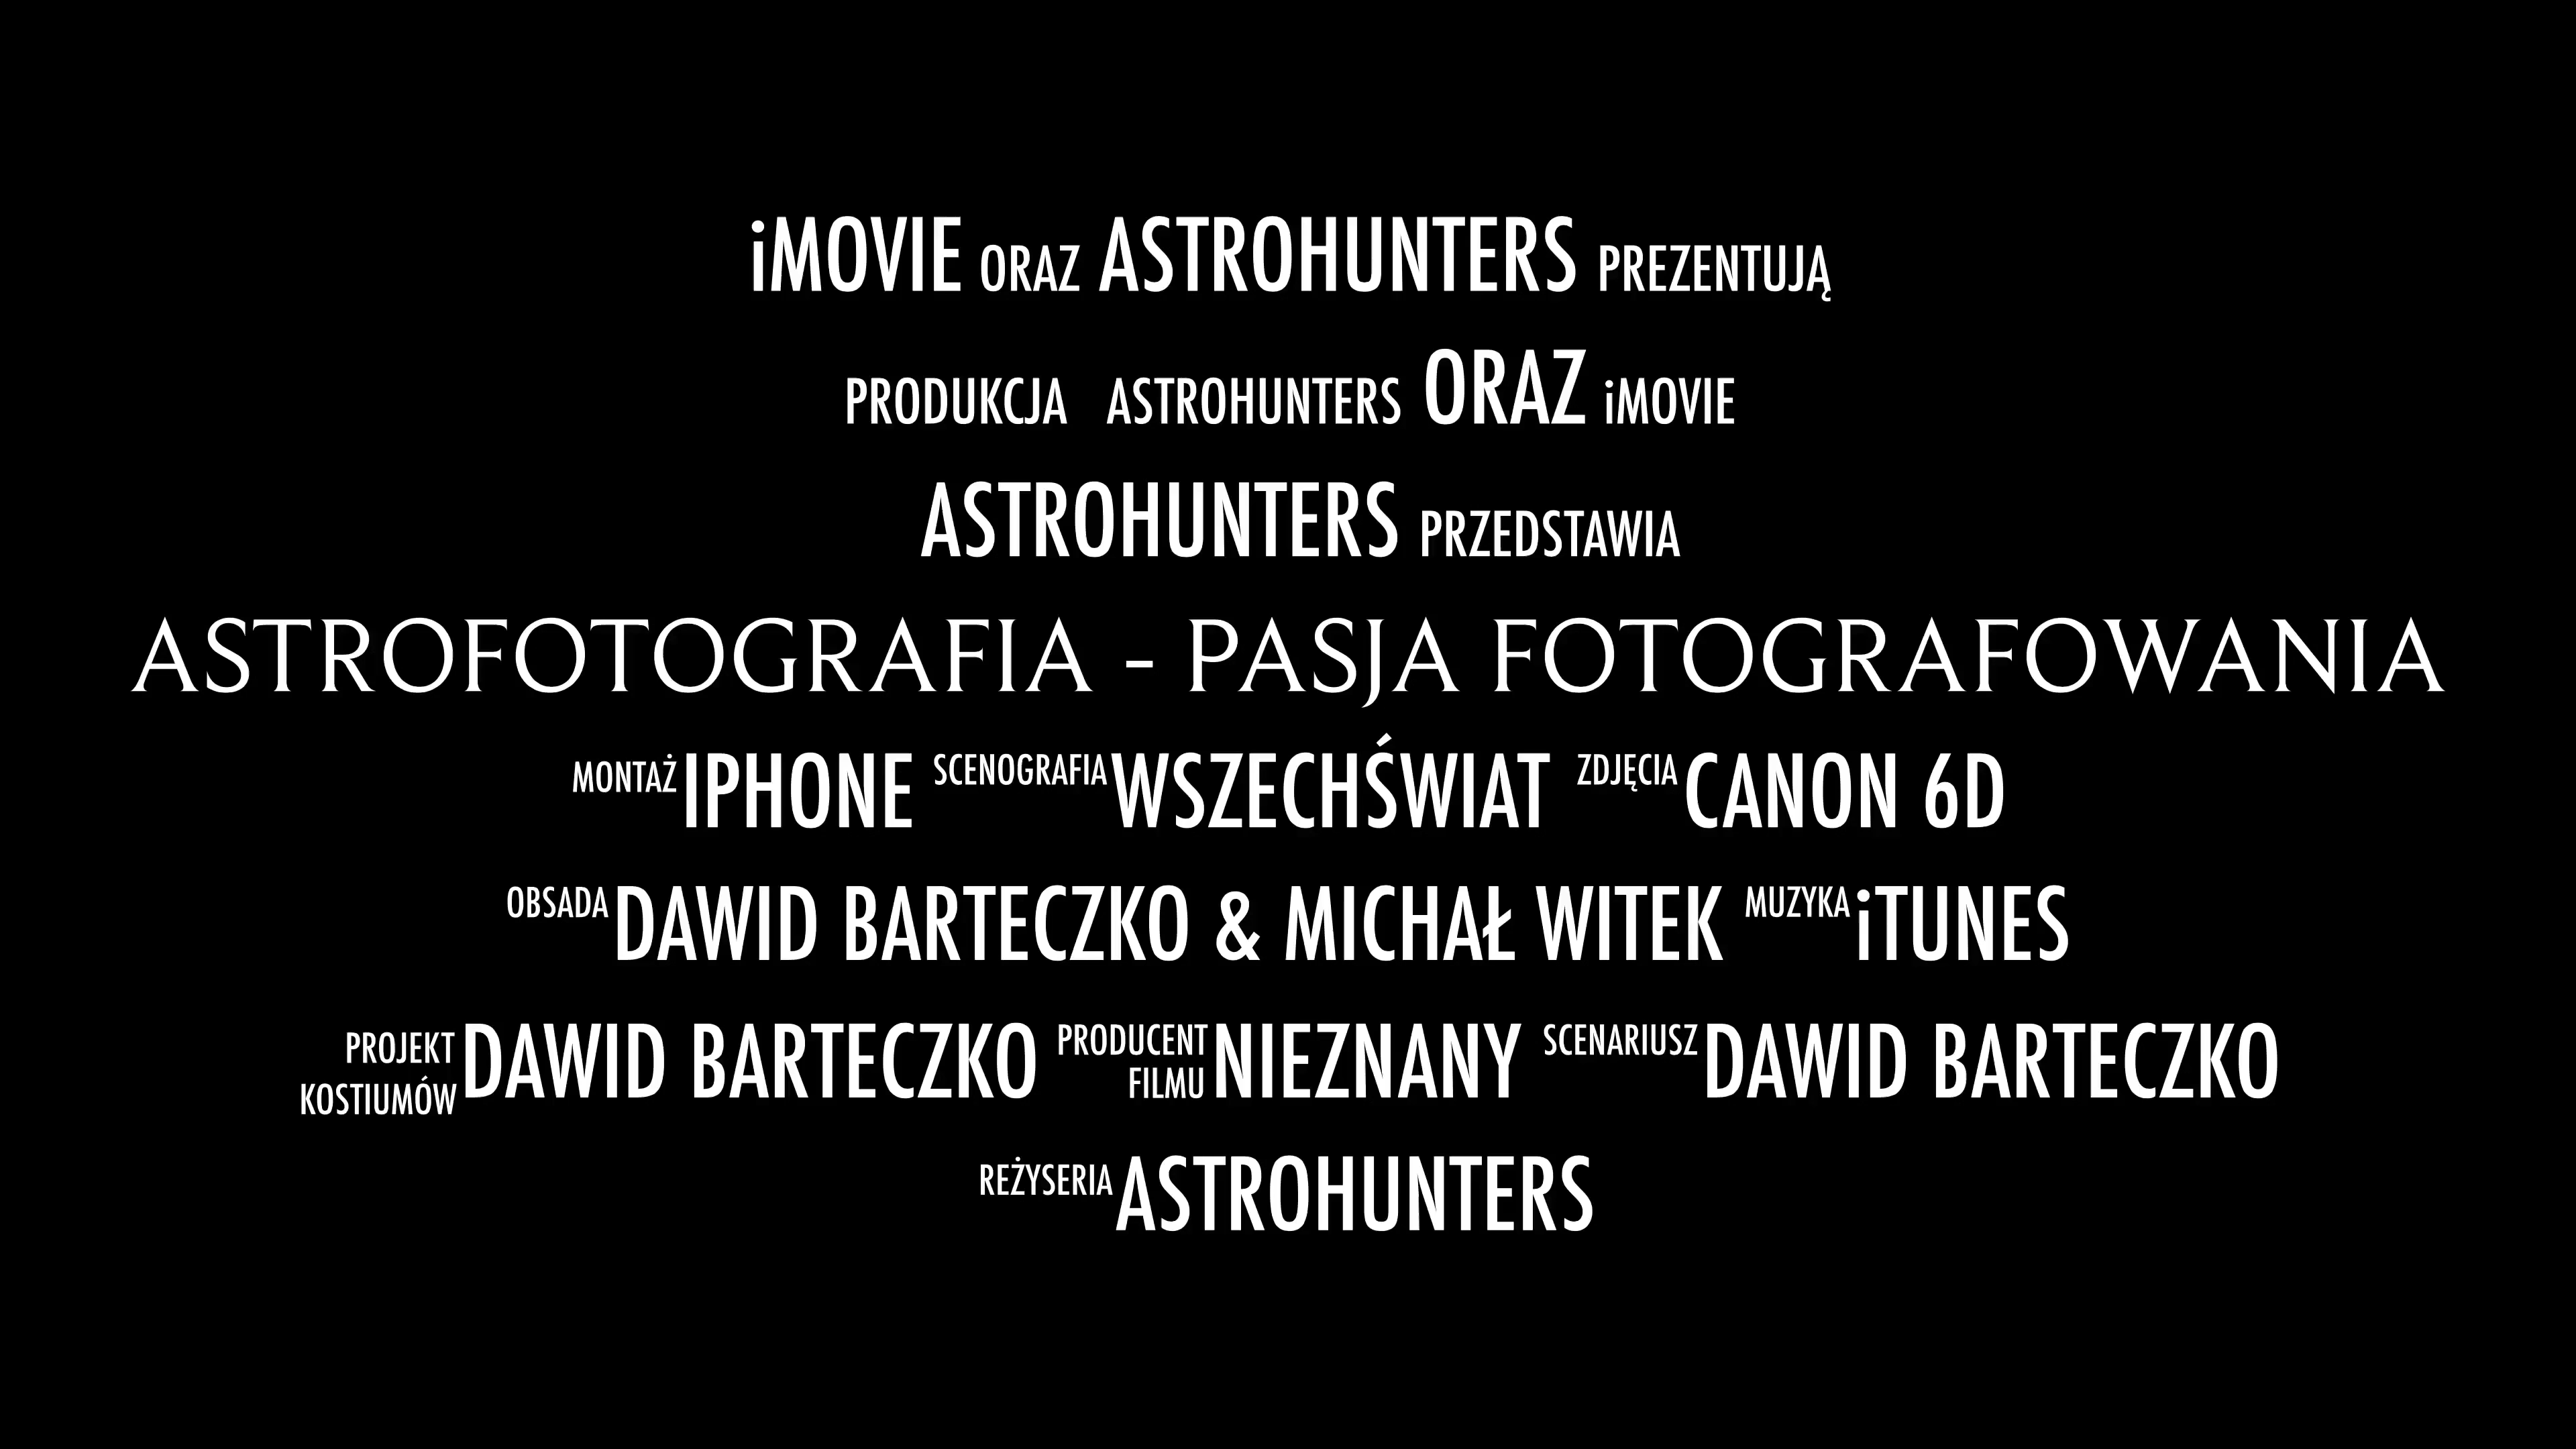 iMOVIE ORAZ ASTROHUNTERS PREZENTUJĄ
PRODUKCJA ASTROHUNTERS ORAZ iMOVIE
ASTROHUNTERS PRZEDSTAWIA
ASTROFOTOGRAFIA - PASJA FOTOGRAFOWANIA
MONTAŻ IPHONE SCENOGRAFIA WSZECHŚWIAT ZDJĘCIA CANON 6D
OBSADA DAWID BARTECZKO & MICHAŁ WITEK MUZYKA iTUNES
PROJEKT KOSTIUMÓW DAWID BARTECZKO PRODUCENT FILMU NIEZNANY SCENARIUSZ DAWID BARTECZKO
REŻYSERIA ASTROHUNTERS